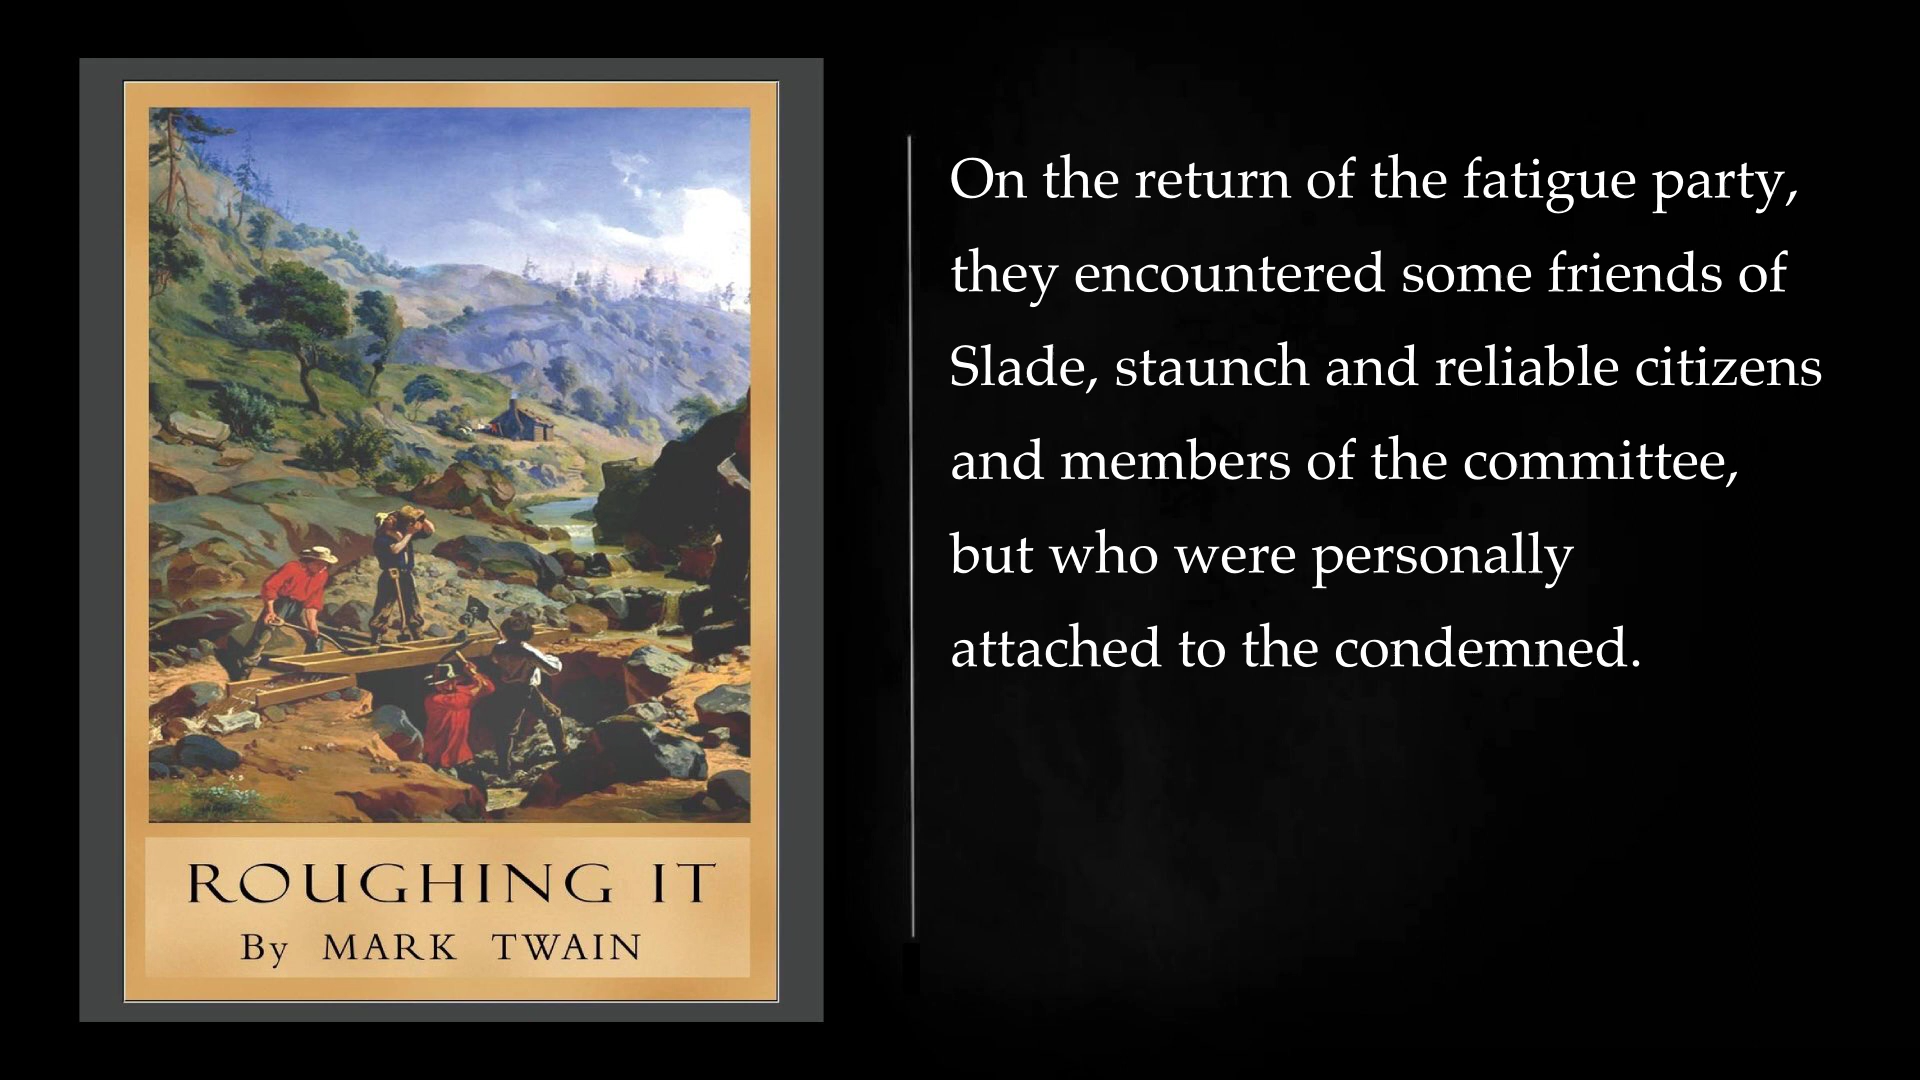 ROUGHING IT
By MARK TWAIN
On the return of the fatigue party,
they encountered some friends of
Slade, staunch and reliable citizens
and members of the committee,
but who were personally
attached to the condemned.